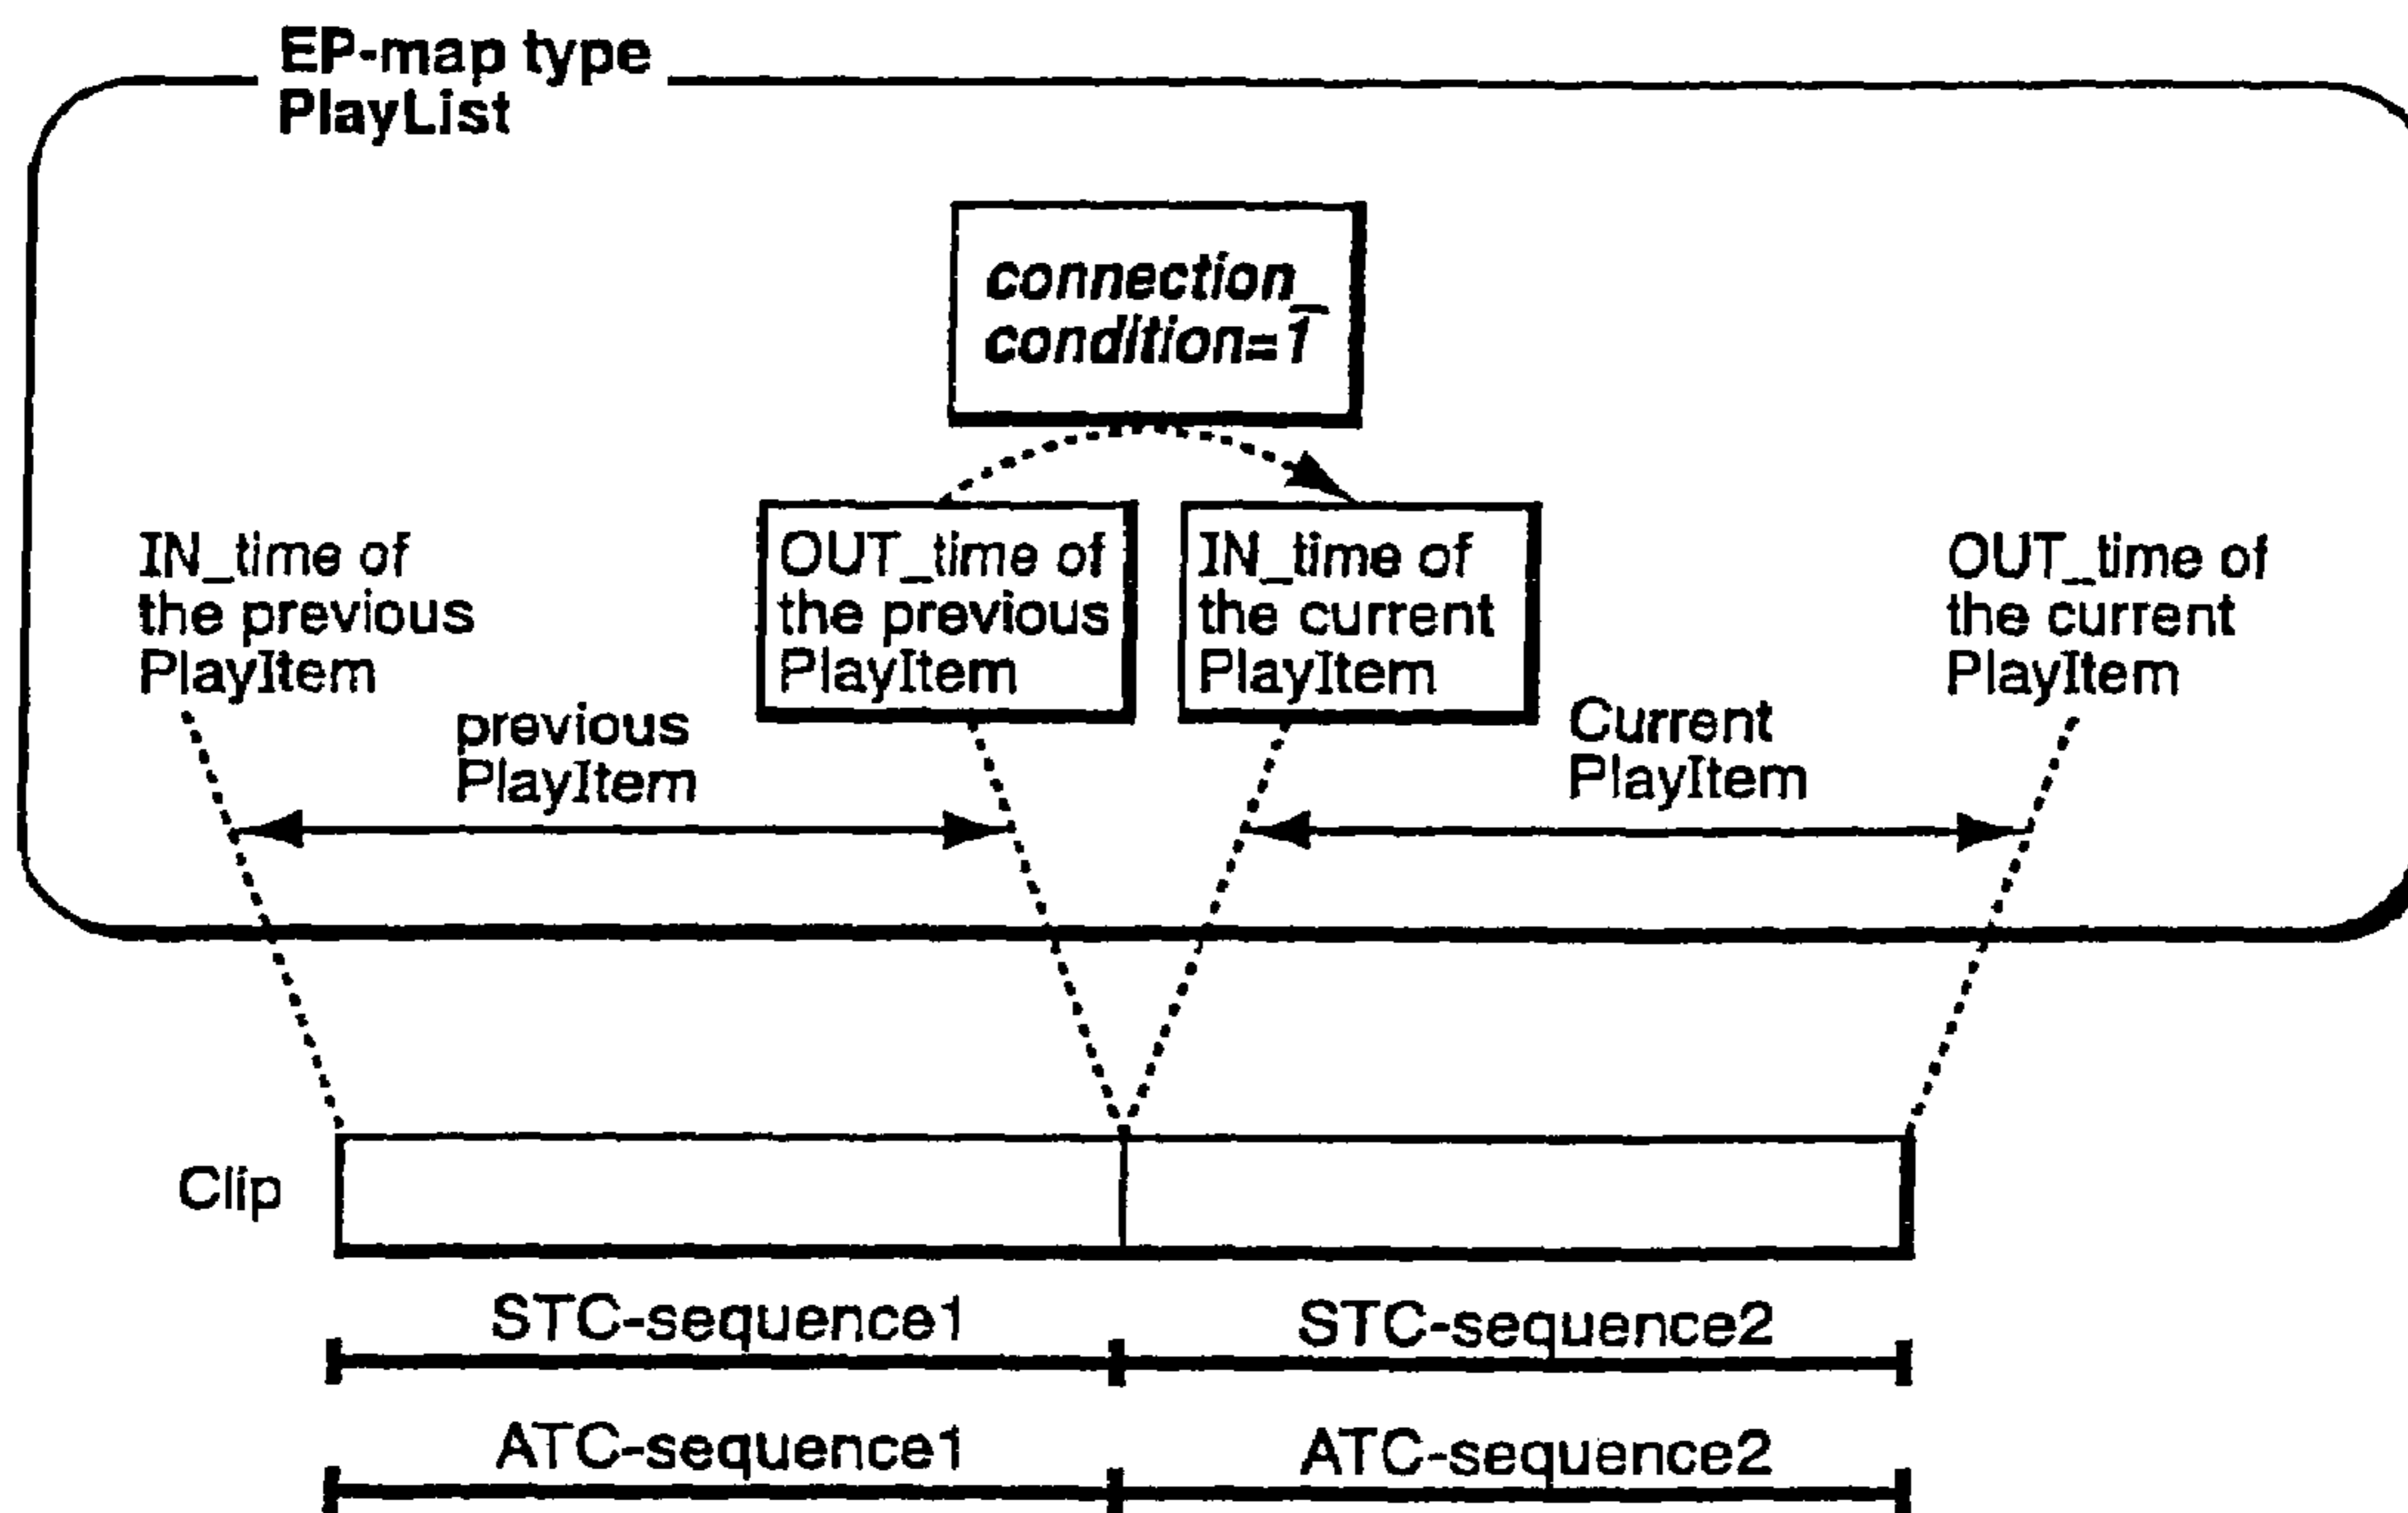 EP-map type
PlayList
connection_
condition=1
IN_time of
the previous
PlayItem
OUT_time of
the previous
PlayItem
IN_time of
the current
PlayItem
OUT_time of
the current
PlayItem
previous
PlayItem
Current
PlayItem
Clip
STC-sequence1
STC-sequence2
ATC-sequence1
ATC-sequence2